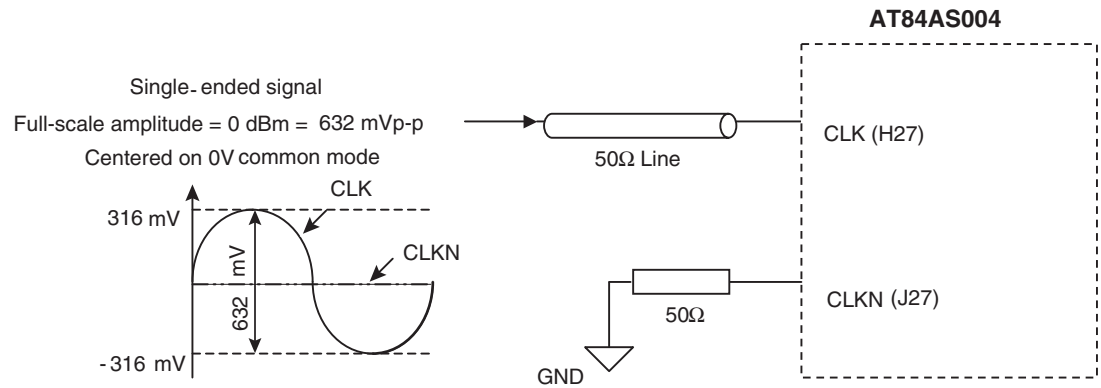 AT84AS004
Single-ended signal
Full-scale amplitude = 0 dBm = 632 mVp-p
Centered on 0V common mode
50Ω Line
CLK (H27)
CLK
316 mV
CLKN
632 mV
-316 mV
50Ω
CLKN (J27)
GND